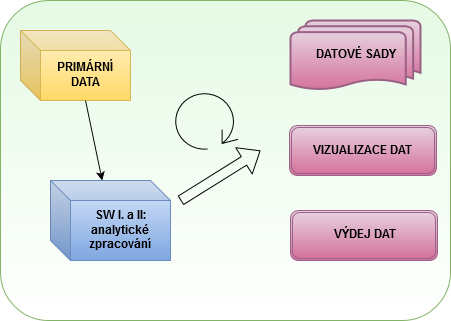 PRIMÁRNÍ
DATA
DATOVÉ SADY
VIZUALIZACE DAT
SW I. a II:
analytické
zpracování
VÝDEJ DAT